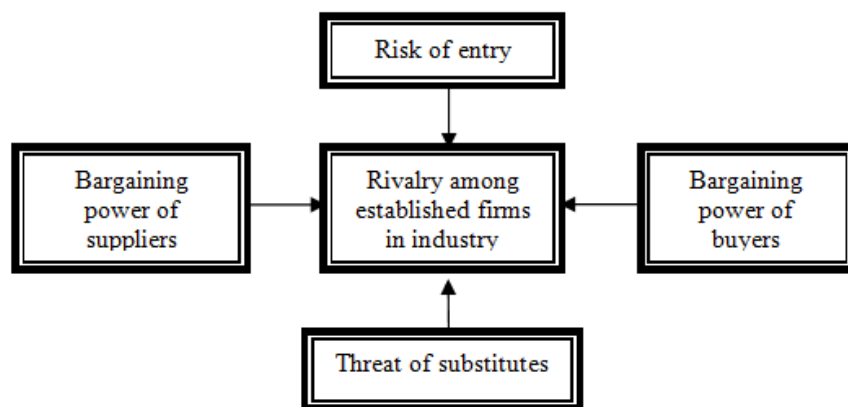 Risk of entry
Bargaining
power of
suppliers
Rivalry among
established firms
in industry
Bargaining
power of
buyers
Threat of substitutes